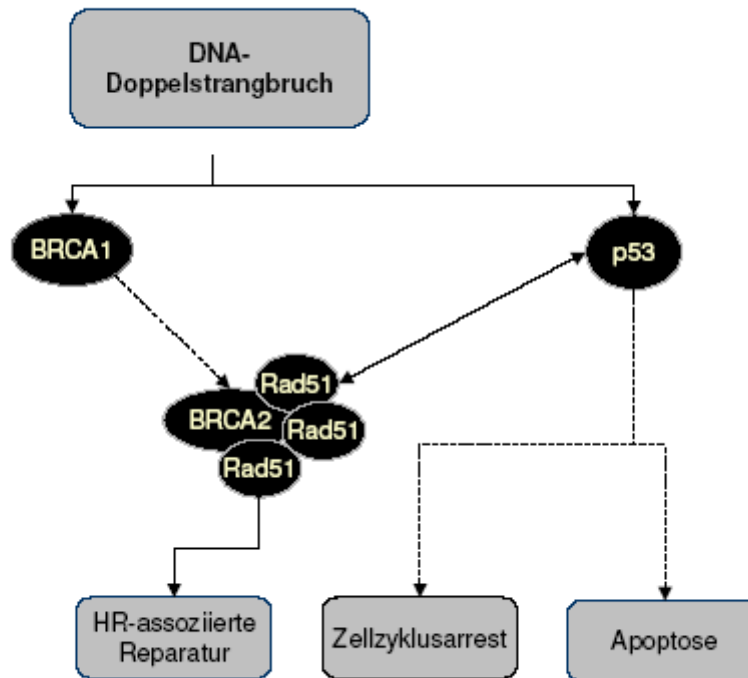 DNA-
Doppelstrangbruch
BRCA1
p53
Rad51
BRCA2
Rad51
Rad51
HR-assoziierte
Reparatur
Zellzyklusarrest
Apoptose